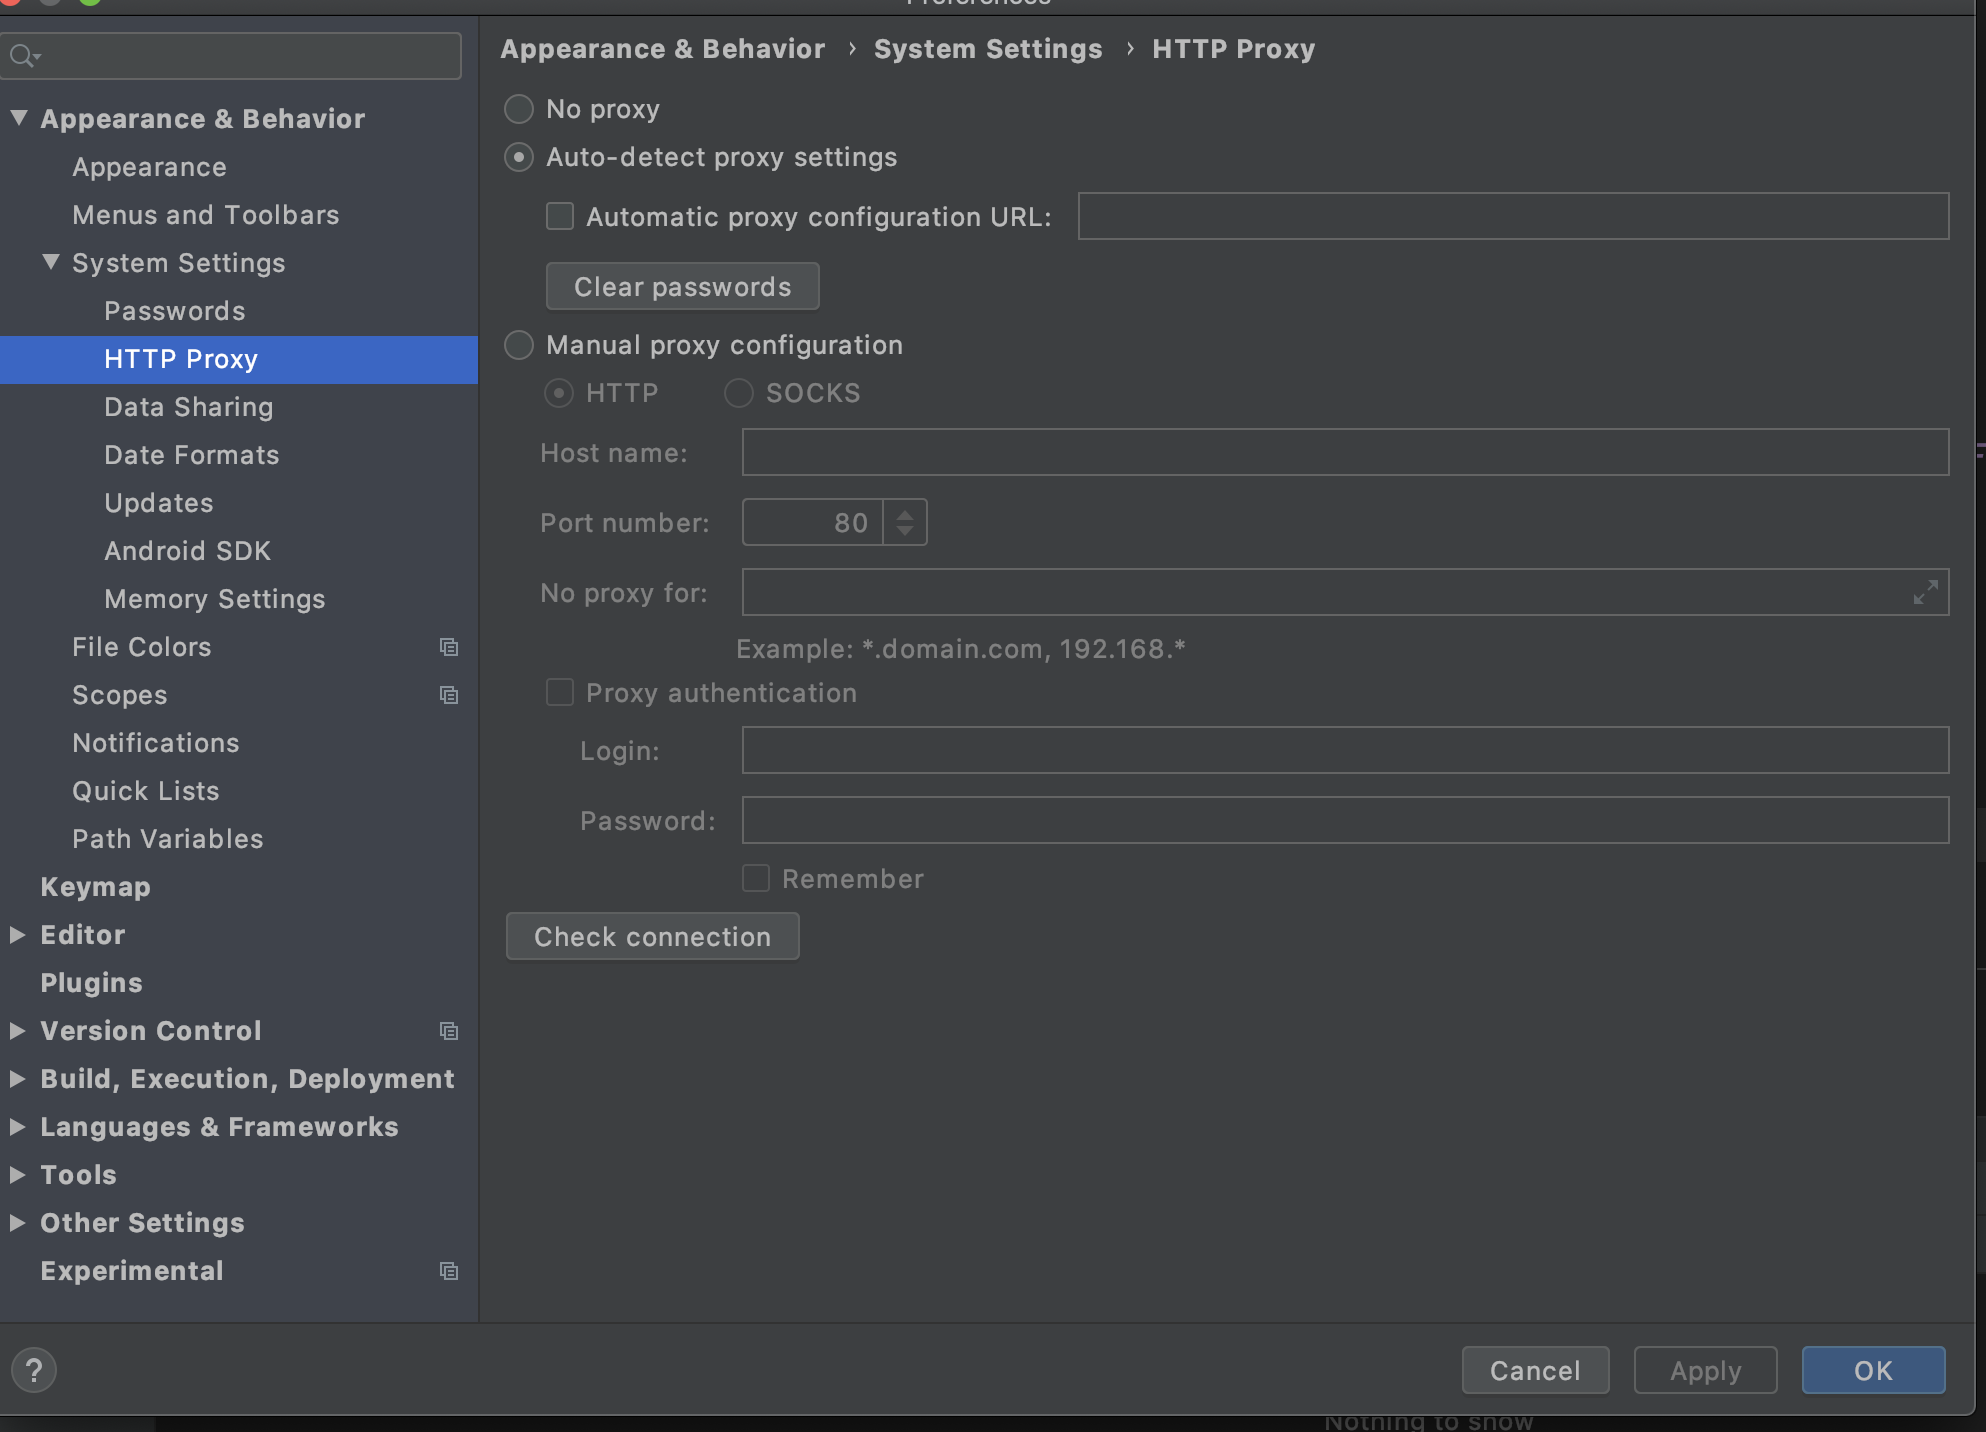 Preferences
Appearance & Behavior
Appearance
Menus and Toolbars
System Settings
Passwords
HTTP Proxy
Data Sharing
Date Formats
Updates
Android SDK
Memory Settings
File Colors
Scopes
Notifications
Quick Lists
Path Variables
Keymap
Editor
Plugins
Version Control
Build, Execution, Deployment
Languages & Frameworks
Tools
Other Settings
Experimental
Appearance & Behavior › System Settings › HTTP Proxy
No proxy
Auto-detect proxy settings
Automatic proxy configuration URL:
Clear passwords
Manual proxy configuration
HTTP SOCKS
Host name:
Port number: 80
No proxy for:
Example: *.domain.com, 192.168.*
Proxy authentication
Login:
Password:
Remember
Check connection
? Cancel Apply OK
Nothing to show